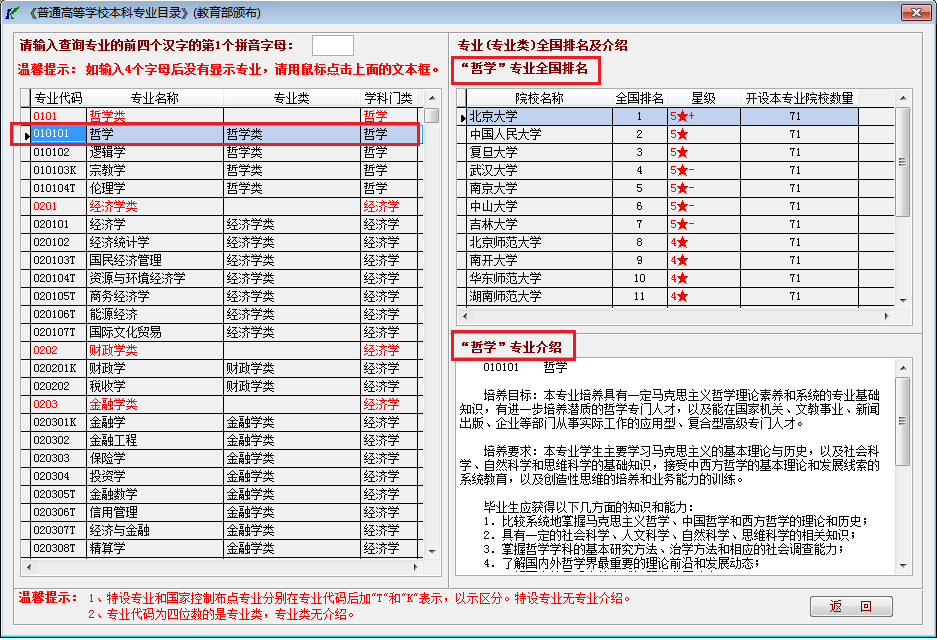 《普通高等学校本科专业目录》(教育部颁布)
请输入查询专业的前四个汉字的第1个拼音字母：
温馨提示： 如输入4个字母后没有显示专业，请用鼠标点击上面的文本框。
专业代码 专业名称 专业类 学科门类
0101 哲学类 哲学
010101 哲学 哲学类 哲学
010102 逻辑学 哲学类 哲学
010103K 宗教学 哲学类 哲学
010104T 伦理学 哲学类 哲学
0201 经济学类 经济学
020101 经济学 经济学类 经济学
020102 经济统计学 经济学类 经济学
020103T 国民经济管理 经济学类 经济学
020104T 资源与环境经济学 经济学类 经济学
020105T 商务经济学 经济学类 经济学
020106T 能源经济 经济学类 经济学
020107T 国际文化贸易 经济学类 经济学
0202 财政学类 经济学
020201K 财政学 财政学类 经济学
020202 税收学 财政学类 经济学
0203 金融学类 经济学
020301K 金融学 金融学类 经济学
020302 金融工程 金融学类 经济学
020303 保险学 金融学类 经济学
020304 投资学 金融学类 经济学
020305T 金融数学 金融学类 经济学
020306T 信用管理 金融学类 经济学
020307T 经济与金融 金融学类 经济学
020308T 精算学 金融学类 经济学
专业(专业类)全国排名及介绍
“哲学”专业全国排名
院校名称 全国排名 星级 开设本专业院校数量
北京大学 1 5★+ 71
中国人民大学 2 5★ 71
复旦大学 3 5★ 71
武汉大学 4 5★- 71
南京大学 5 5★- 71
中山大学 6 5★- 71
吉林大学 7 5★- 71
北京师范大学 8 4★ 71
南开大学 9 4★ 71
华东师范大学 10 4★ 71
湖南师范大学 11 4★ 71
“哲学”专业介绍
010101 哲学
培养目标：本专业培养具有一定马克思主义哲学理论素养和系统的专业基础
知识，有进一步培养潜质的哲学专门人才，以及能在国家机关、文教事业、新闻
出版、企业等部门从事实际工作的应用型、复合型高级专门人才。
培养要求：本专业学生主要学习马克思主义的基本理论与历史，以及社会科
学、自然科学和思维科学的基础知识，接受中西方哲学的基本理论和发展线索的
系统教育，以及创造性思维的培养和业务能力的训练。
毕业生应获得以下几方面的知识和能力：
1．比较系统地掌握马克思主义哲学、中国哲学和西方哲学的理论和历史；
2．具有一定的社会科学、人文科学、自然科学、思维科学的相关知识；
3．掌握哲学学科的基本研究方法、治学方法和相应的社会调查能力；
4．了解国内外哲学界最重要的理论前沿和发展动态；
温馨提示： 1、特设专业和国家控制布点专业分别在专业代码后加"T"和"K"表示，以示区分。特设专业无专业介绍。
2、专业代码为四位数的是专业类，专业类无介绍。
返 回